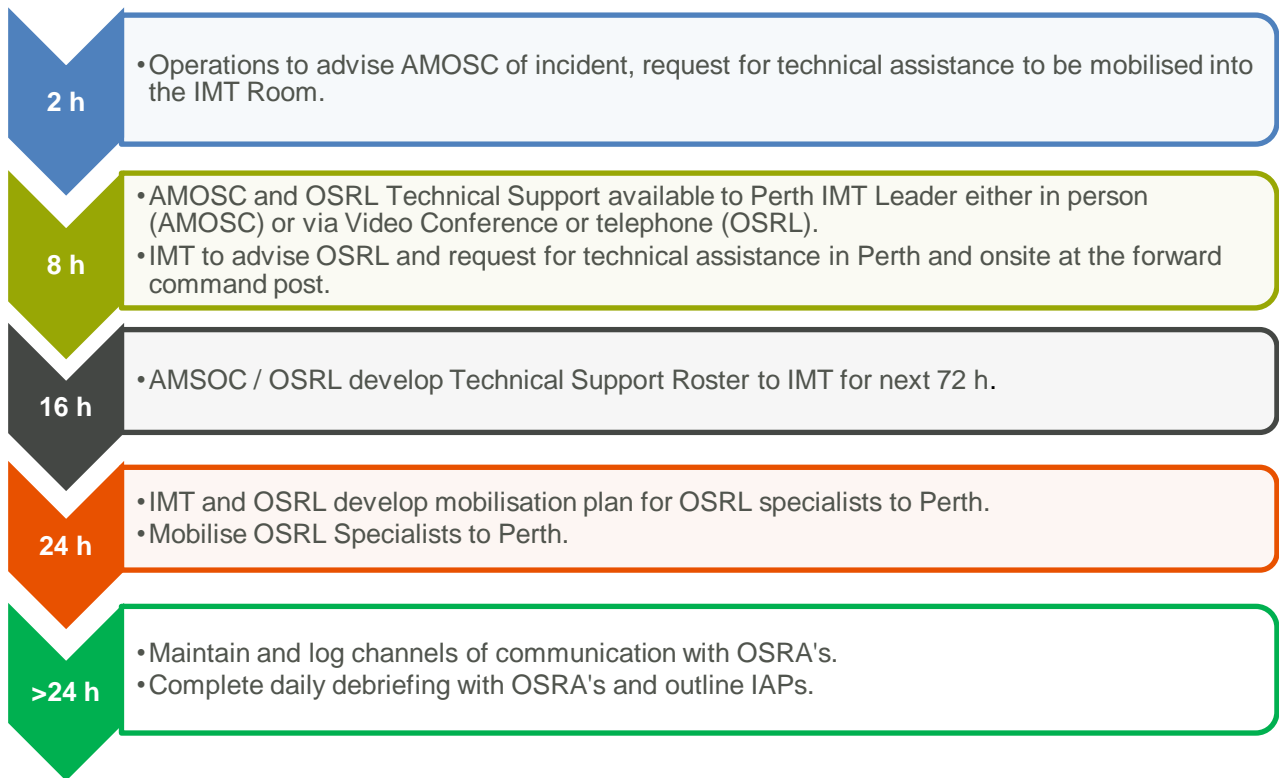 2 h
•Operations to advise AMOSC of incident, request for technical assistance to be mobilised into
the IMT Room.
8 h
•AMOSC and OSRL Technical Support available to Perth IMT Leader either in person
(AMOSC) or via Video Conference or telephone (OSRL).
•IMT to advise OSRL and request for technical assistance in Perth and onsite at the forward
command post.
16 h
•AMSOC / OSRL develop Technical Support Roster to IMT for next 72 h.
24 h
•IMT and OSRL develop mobilisation plan for OSRL specialists to Perth.
•Mobilise OSRL Specialists to Perth.
>24 h
•Maintain and log channels of communication with OSRA's.
•Complete daily debriefing with OSRA's and outline IAPs.